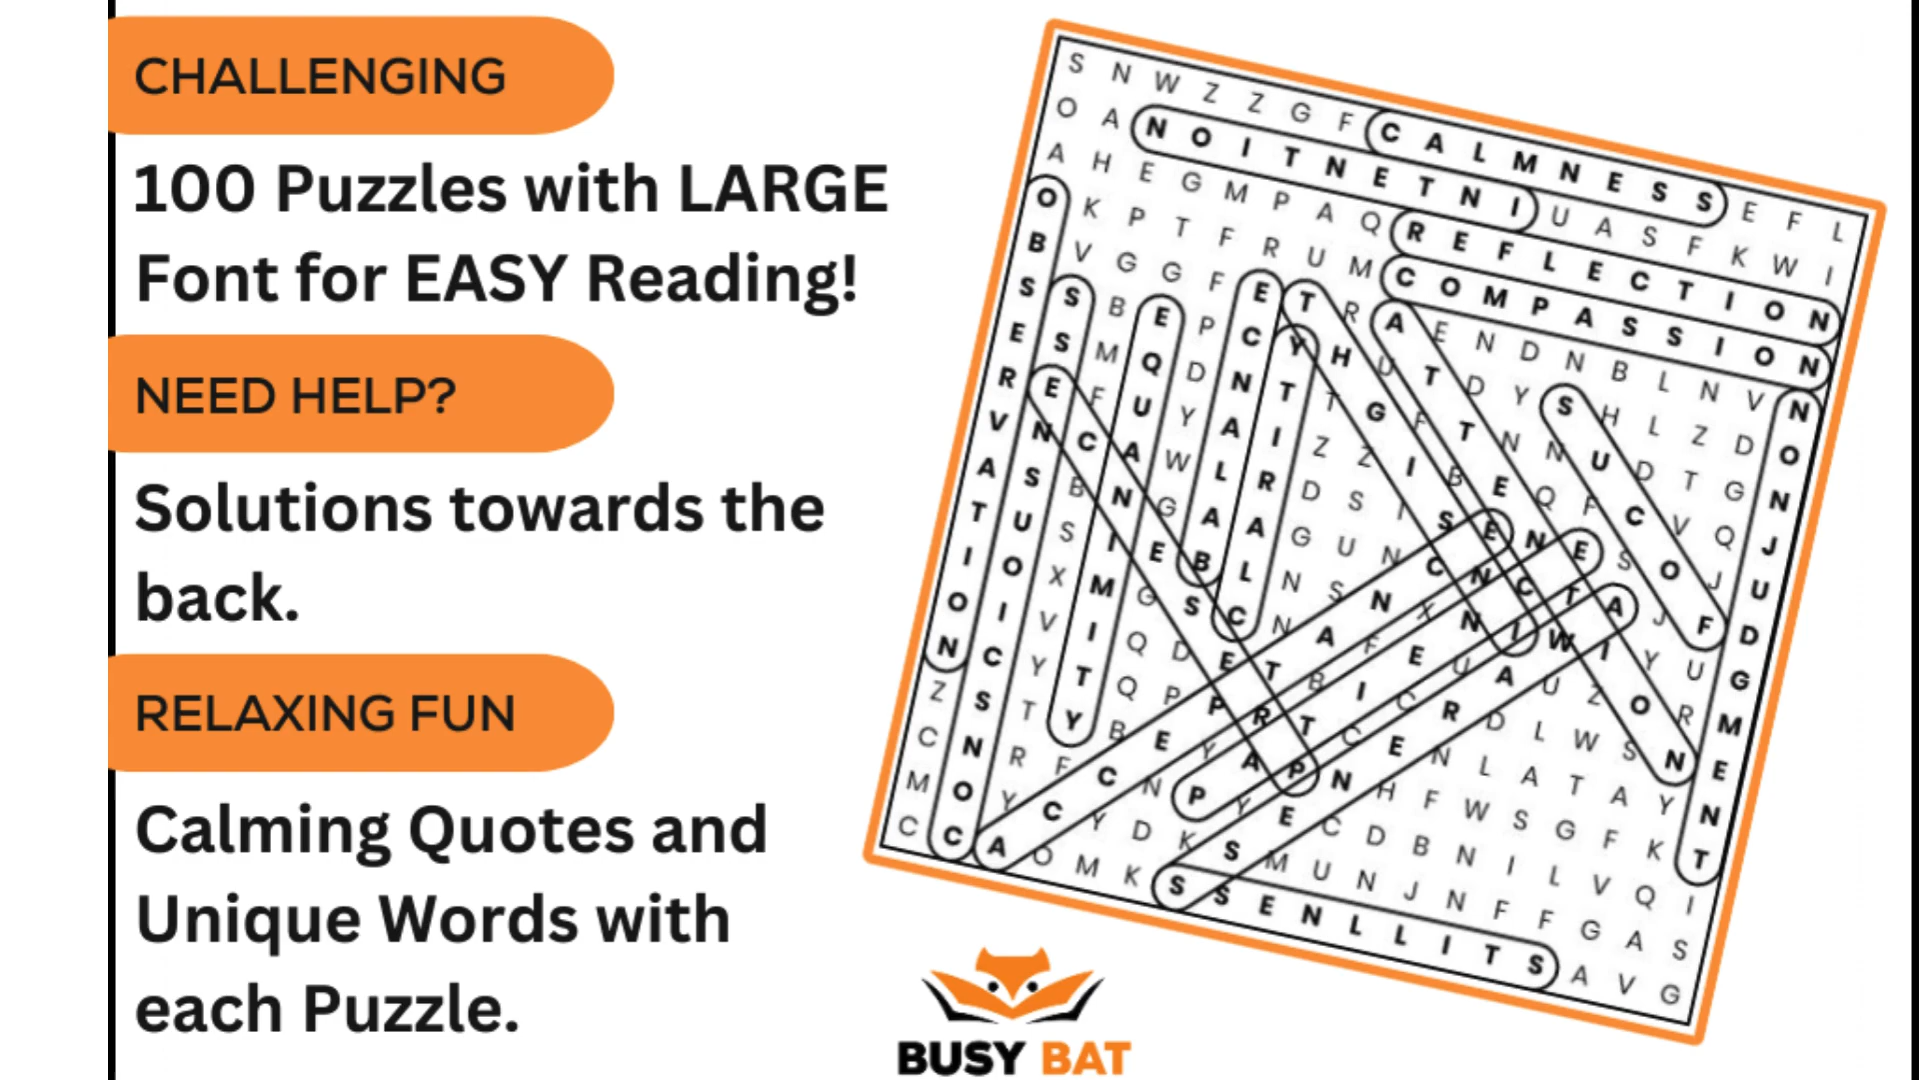 CHALLENGING
100 Puzzles with LARGE
Font for EASY Reading!
NEED HELP?
Solutions towards the
back.
RELAXING FUN
Calming Quotes and
Unique Words with
each Puzzle.
S N W Z Z G F C A L M N E S S E F L
O A N O I T N E T N I U A S F K W I
A H E G M P A Q R E F L E C T I O N
O K P T F R U M C O M P A S S I O N
B V G G F E T R A E N D N B L N V N
S S B E P C Y H U T D Y S H L Z D O
E S M Q D N T T G F T N N U D T G N
R E F U Y A I Z Z I B E Q F C V Q J
V N C A W L R D S I S E N E S O J U
A S B N G A A G U N C N C T A J F D
T U S I E B L N S N X N I W I Y U G
I O X M G S C N A F E U A U Z O R M
O I V I Q D E T B I C R D L W S N E
N C Y T Q P P R T C E N L A T A Y N
Z S T Y B E Y A P N H F W S G F K T
C N R F C N P Y E C D B N I L V Q I
M O Y C Y D K S M U N J N F F G A S
C C A O M K S S E N L L I T S A V G
BUSY BAT